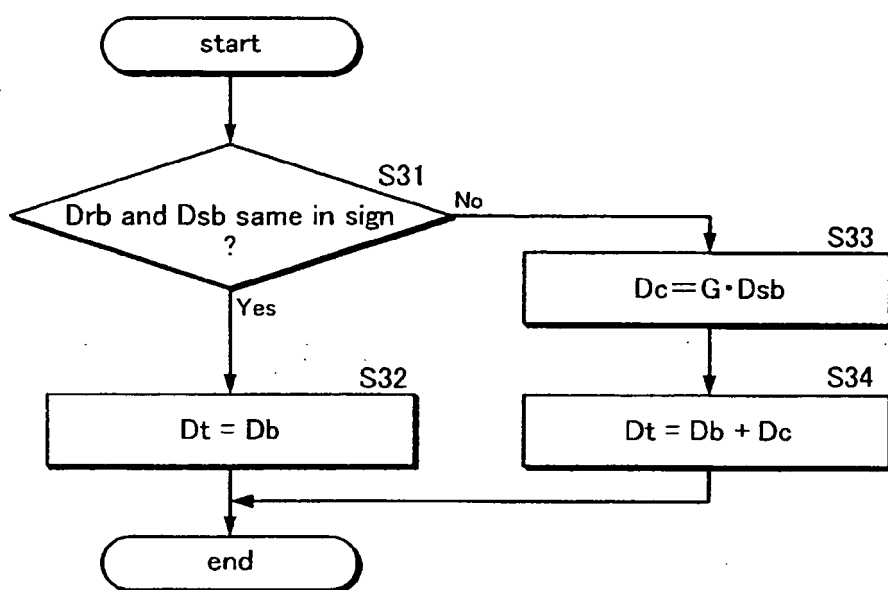 start
S31
Drb and Dsb same in sign
?
No
Yes
S33
Dc=G·Dsb
S32
Dt = Db
S34
Dt = Db + Dc
end